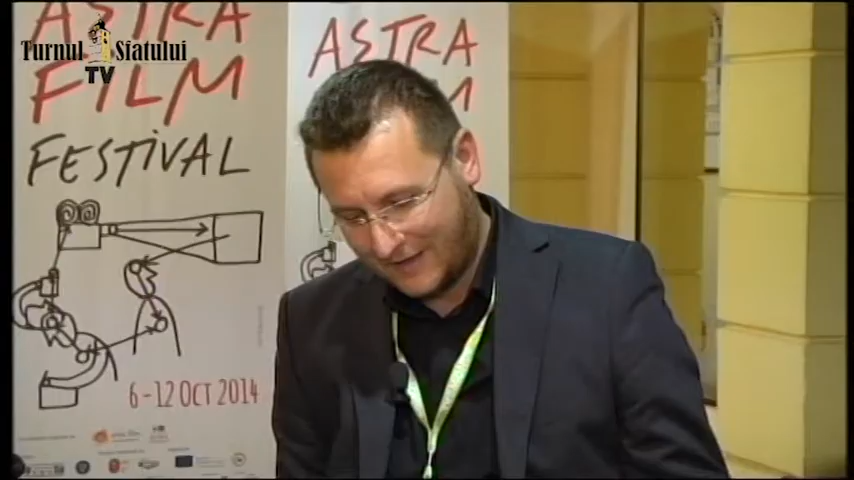 ASTRA
FILM
FESTIVAL
6-12 OCT 2014
ASTRA
Turnul Sfatului
TV